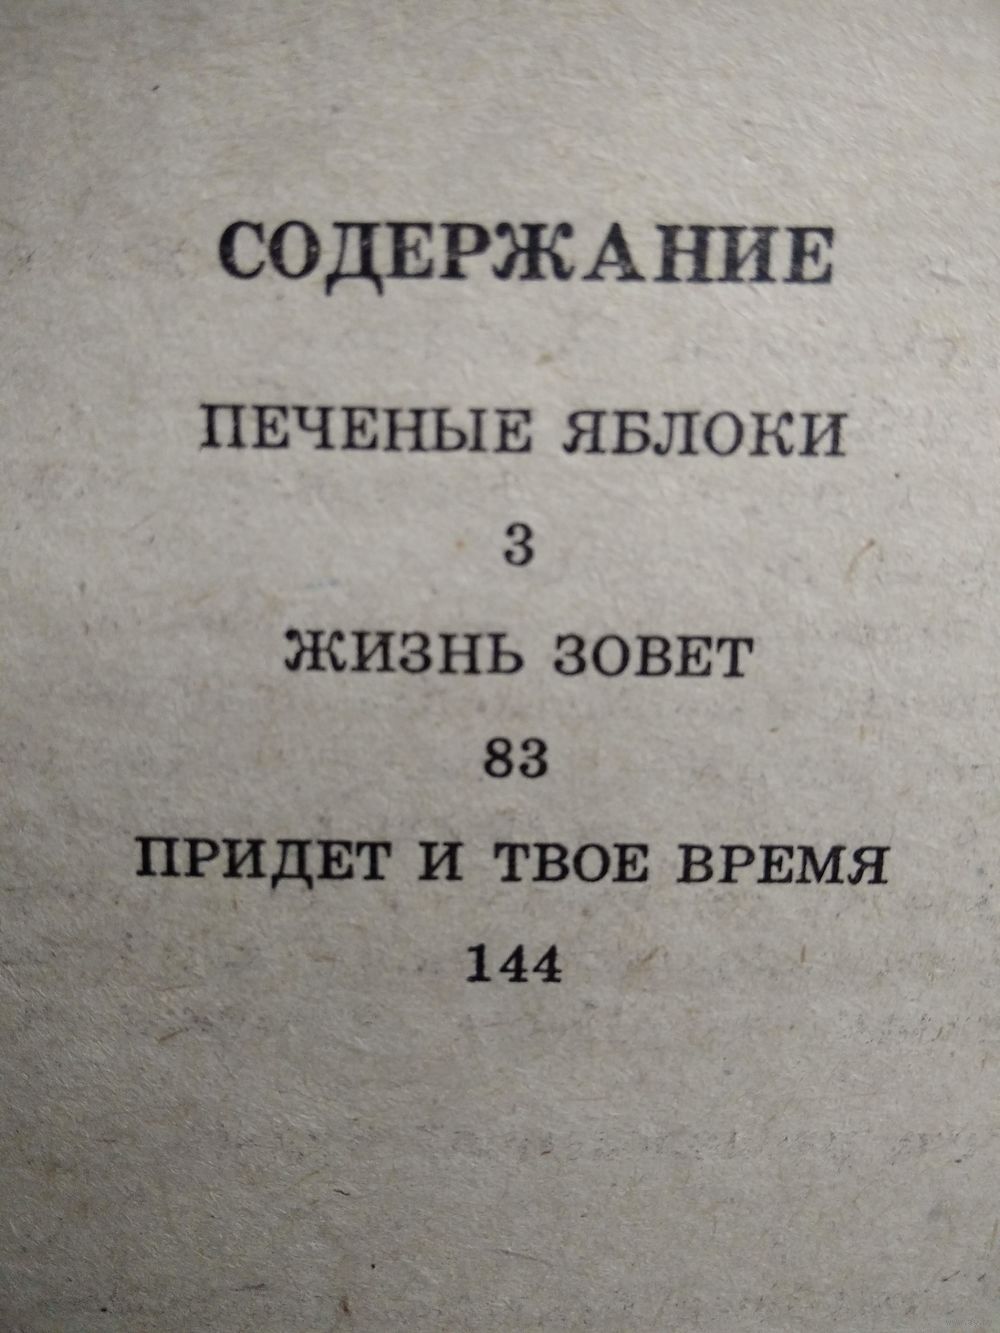 СОДЕРЖАНИЕ
ПЕЧЕНЫЕ ЯБЛОКИ
3
ЖИЗНЬ ЗОВЕТ
83
ПРИДЕТ И ТВОЕ ВРЕМЯ
144